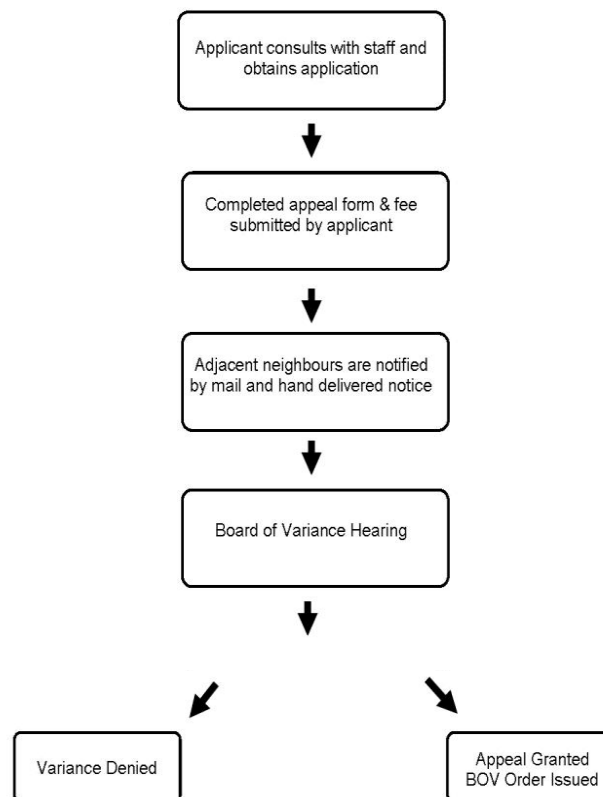 Applicant consults with staff and
obtains application
Completed appeal form & fee
submitted by applicant
Adjacent neighbours are notified
by mail and hand delivered notice
Board of Variance Hearing
Variance Denied
Appeal Granted
BOV Order Issued